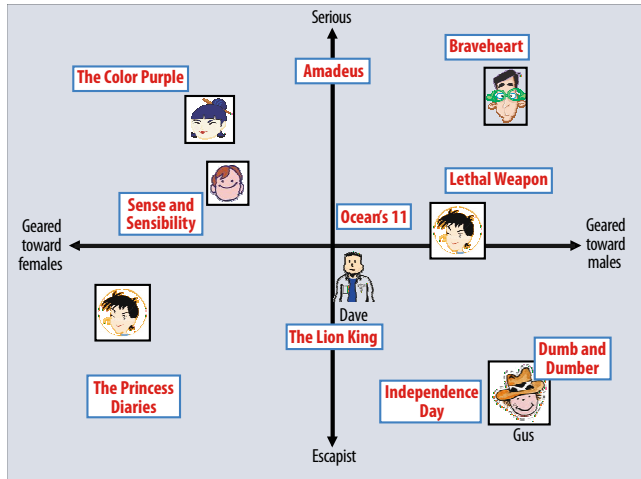 Serious
Braveheart
The Color Purple
Amadeus
Lethal Weapon
Sense and
Sensibility
Ocean's 11
Geared
toward
females
Geared
toward
males
Dave
The Lion King
Dumb and
Dumber
The Princess
Diaries
Independence
Day
Gus
Escapist